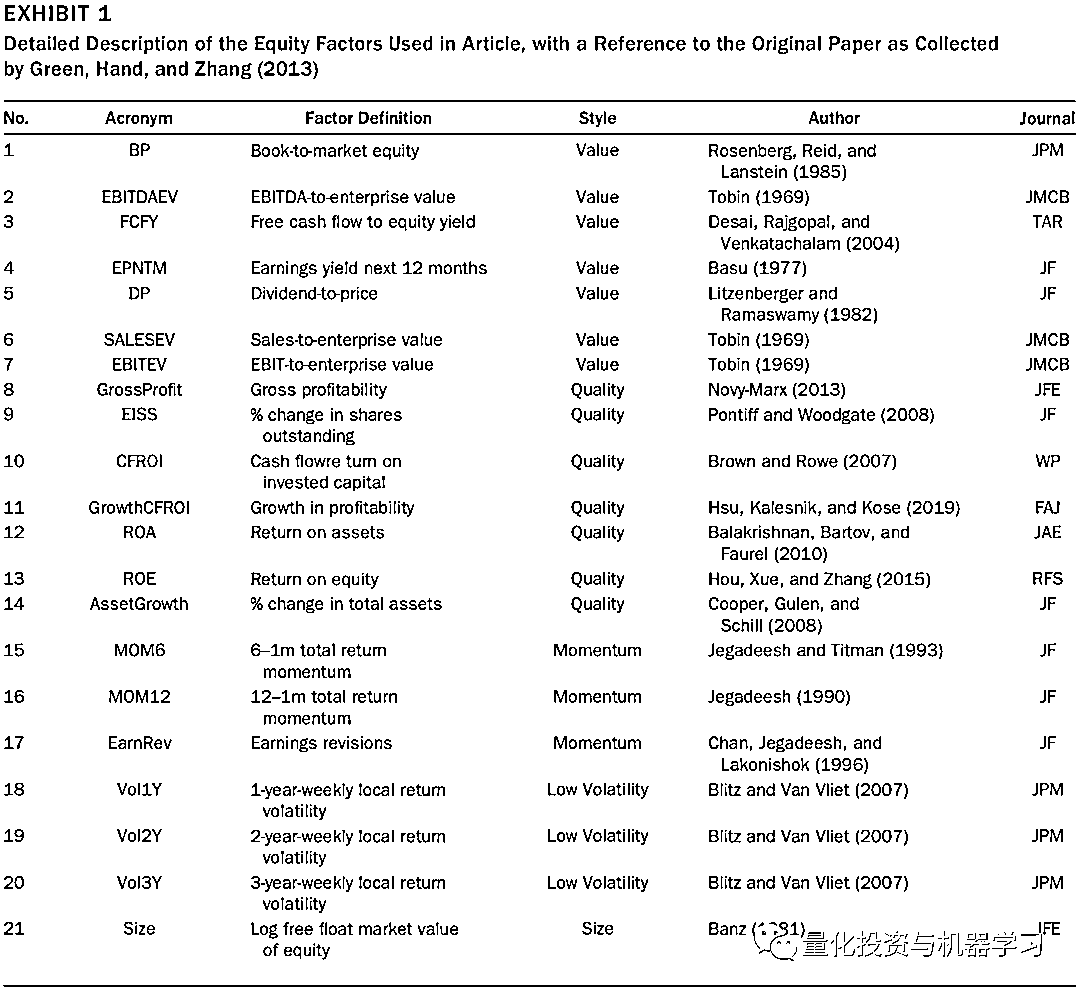 EXHIBIT 1
Detailed Description of the Equity Factors Used in Article, with a Reference to the Original Paper as Collected
by Green, Hand, and Zhang (2013)
No. Acronym Factor Definition Style Author Journal
1 BP Book-to-market equity Value Rosenberg, Reid, and JPM
Lanstein (1985)
2 EBITDAEV EBITDA-to-enterprise value Value Tobin (1969) JMCB
3 FCFY Free cash flow to equity yield Value Desai, Rajgopal, and TAR
Venkatachalam (2004)
4 EPNTM Earnings yield next 12 months Value Basu (1977) JF
5 DP Dividend-to-price Value Litzenberger and JF
Ramaswamy (1982)
6 SALESEV Sales-to-enterprise value Value Tobin (1969) JMCB
7 EBITEV EBIT-to-enterprise value Value Tobin (1969) JMCB
8 GrossProfit Gross profitability Quality Novy-Marx (2013) JFE
9 EISS % change in shares Quality Pontiff and Woodgate (2008) JF
outstanding
10 CFROI Cash flowre turn on Quality Brown and Rowe (2007) WP
invested capital
11 GrowthCFROI Growth in profitability Quality Hsu, Kalesnik, and Kose (2019) FAJ
12 ROA Return on assets Quality Balakrishnan, Bartov, and JAE
Faurel (2010)
13 ROE Return on equity Quality Hou, Xue, and Zhang (2015) RFS
14 AssetGrowth % change in total assets Quality Cooper, Gulen, and JF
Schill (2008)
15 MOM6 6–1m total return Momentum Jegadeesh and Titman (1993) JF
momentum
16 MOM12 12–1m total return Momentum Jegadeesh (1990) JF
momentum
17 EarnRev Earnings revisions Momentum Chan, Jegadeesh, and JF
Lakonishok (1996)
18 Vol1Y 1-year-weekly local return Low Volatility Blitz and Van Vliet (2007) JPM
volatility
19 Vol2Y 2-year-weekly local return Low Volatility Blitz and Van Vliet (2007) JPM
volatility
20 Vol3Y 3-year-weekly local return Low Volatility Blitz and Van Vliet (2007) JPM
volatility
21 Size Log free float market value Size Banz JFE
of equity
量化投资与机器学习